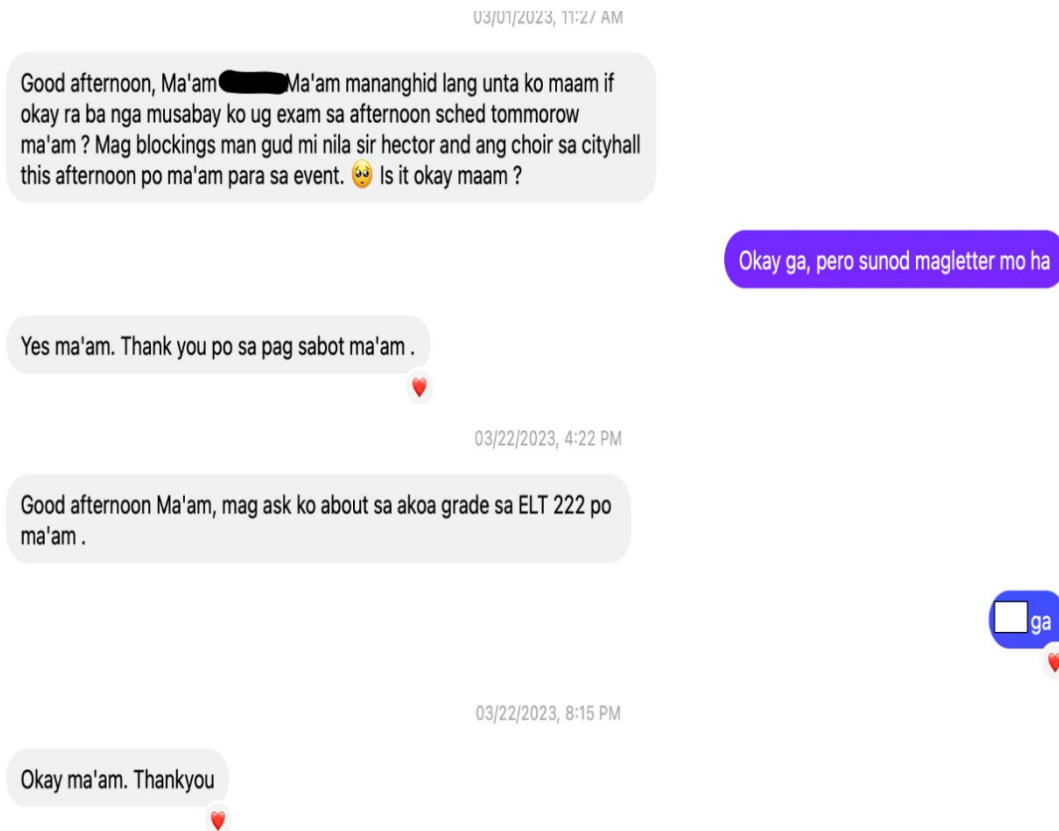 03/01/2023, 11:27 AM
Good afternoon, Ma'am Ma'am mananghid lang unta ko maam if
okay ra ba nga musabay ko ug exam sa afternoon sched tommorow
ma'am ? Mag blockings man gud mi nila sir hector and ang choir sa cityhall
this afternoon po ma'am para sa event. 🥺 Is it okay maam ?
Okay ga, pero sunod magletter mo ha
Yes ma'am. Thank you po sa pag sabot ma'am .
03/22/2023, 4:22 PM
Good afternoon Ma'am, mag ask ko about sa akoa grade sa ELT 222 po
ma'am .
ga
03/22/2023, 8:15 PM
Okay ma'am. Thankyou